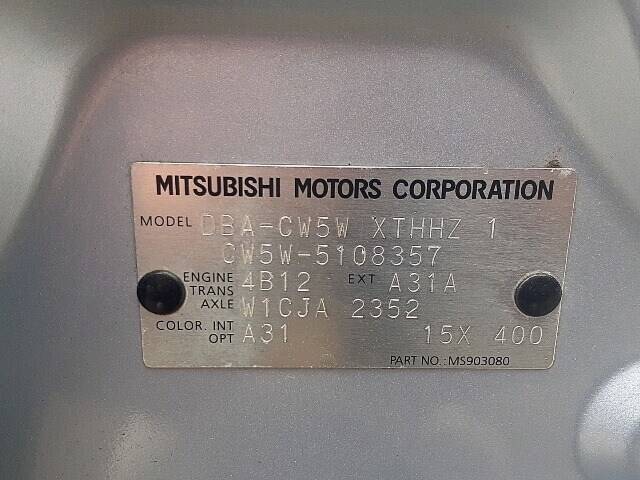 MITSUBISHI MOTORS CORPORATION
MODEL DBA-CW5W XTHHZ 1
CW5W-5108357
ENGINE 4B12 EXT A31A
TRANS
AXLE W1CJA 2352
COLOR. INT
OPT A31 15X 400
PART NO.:MS903080